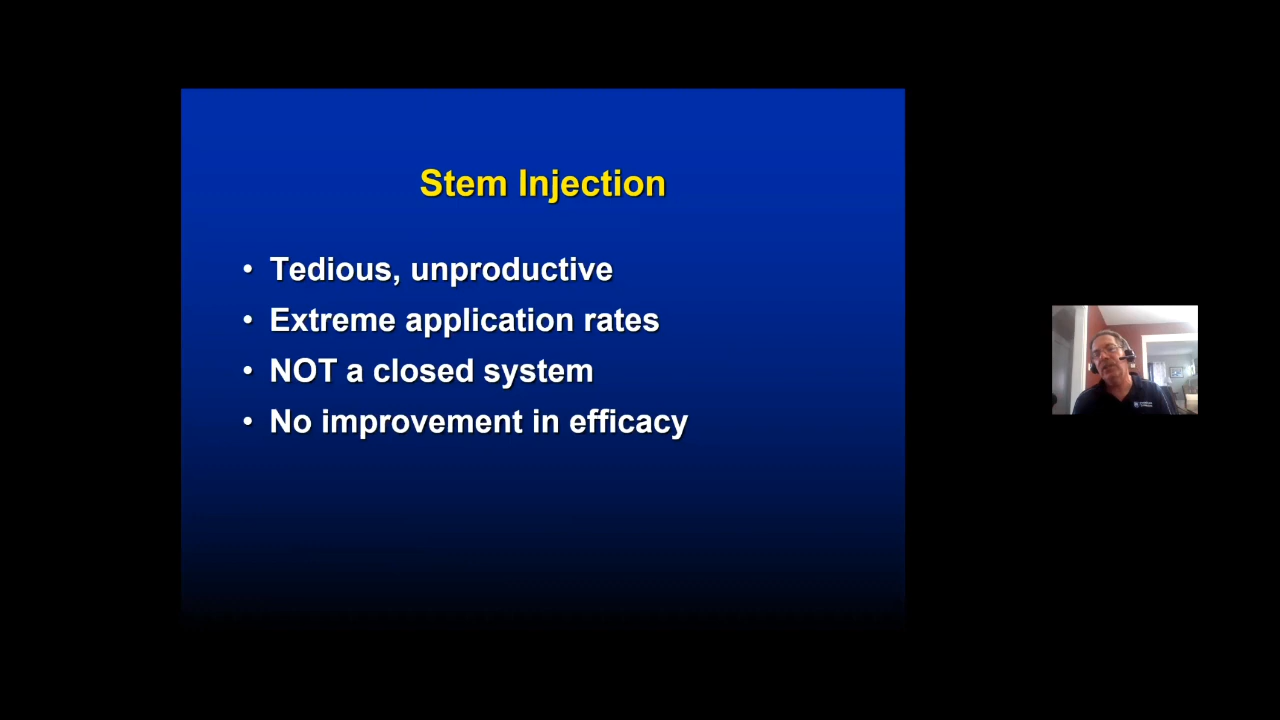 Stem Injection
• Tedious, unproductive
• Extreme application rates
• NOT a closed system
• No improvement in efficacy